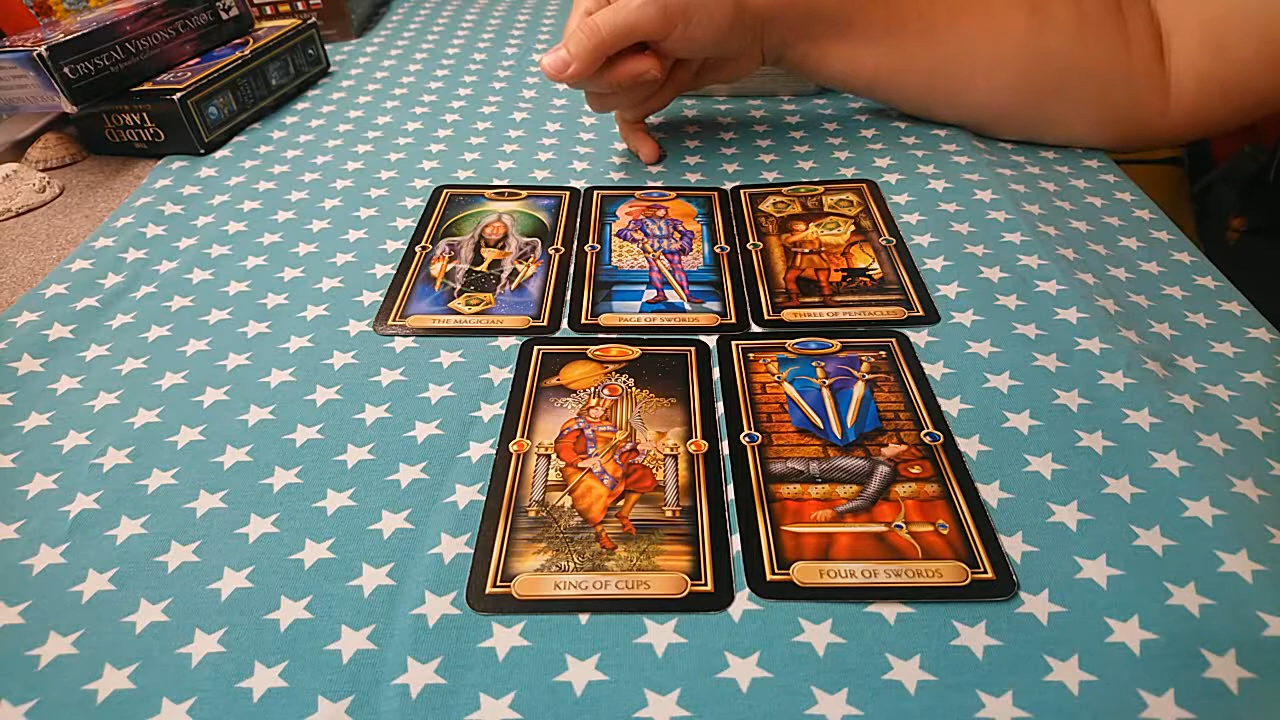 CRYSTAL VISIONS TAROT
THE
GILDED
TAROT
I
THE MAGICIAN
PAGE OF SWORDS
THREE OF PENTACLES
KING OF CUPS
FOUR OF SWORDS